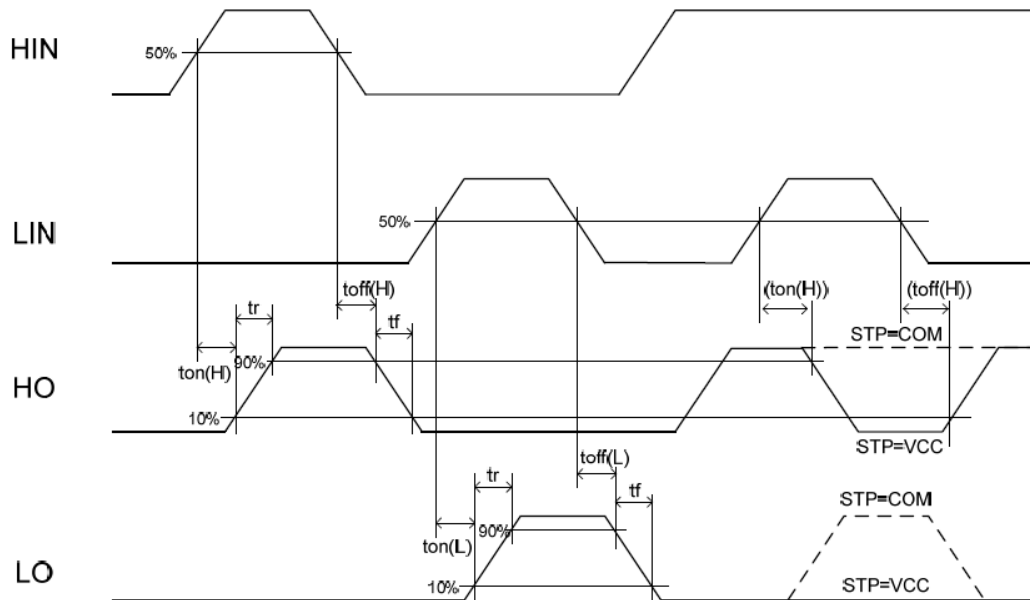 HIN
50%
LIN
50%
toff(H)
(ton(H))
(toff(H))
tr
tf
STP=COM
ton(H)
90%
HO
10%
STP=VCC
toff(L)
tr
tf
STP=COM
ton(L)
90%
LO
10%
STP=VCC